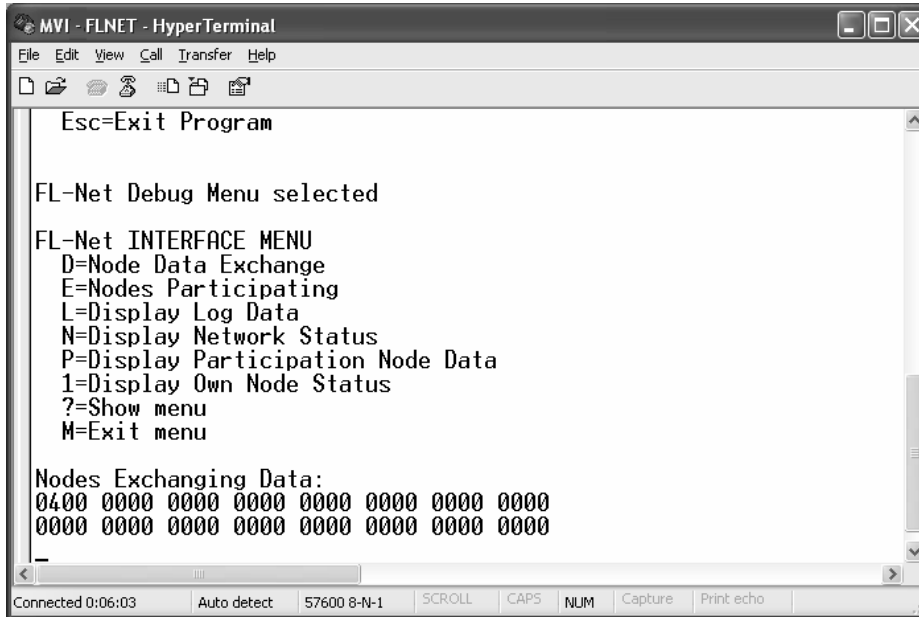 MVI - FLNET - HyperTerminal
File Edit View Call Transfer Help
Esc=Exit Program
FL-Net Debug Menu selected
FL-Net INTERFACE MENU
D=Node Data Exchange
E=Nodes Participating
L=Display Log Data
N=Display Network Status
P=Display Participation Node Data
1=Display Own Node Status
?=Show menu
M=Exit menu
Nodes Exchanging Data:
0400 0000 0000 0000 0000 0000 0000 0000
0000 0000 0000 0000 0000 0000 0000 0000
Connected 0:06:03 Auto detect 57600 8-N-1 SCROLL CAPS NUM Capture Print echo